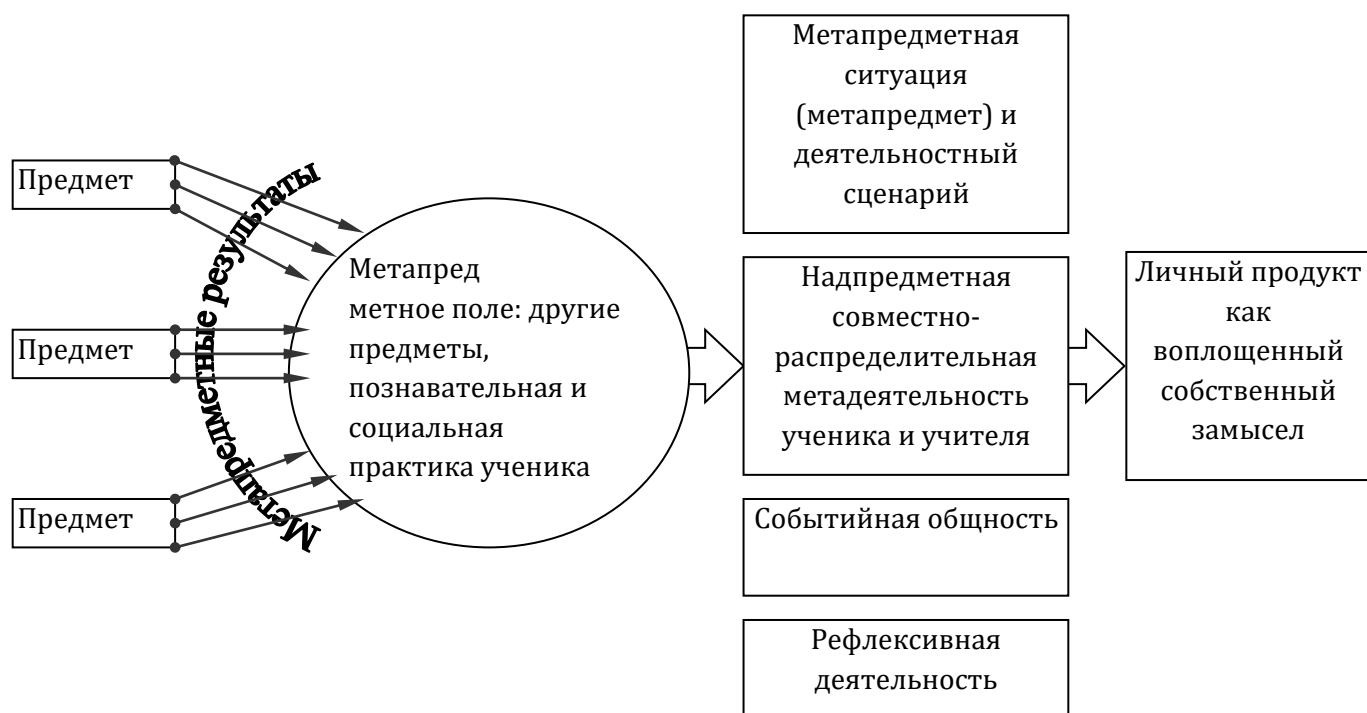 Предмет
Предмет
Предмет
Метапредметные результаты
Метапред
метное поле: другие
предметы,
познавательная и
социальная
практика ученика
Метапредметная
ситуация
(метапредмет) и
деятельностный
сценарий
Надпредметная
совместно-
распределительная
метадеятельность
ученика и учителя
Событийная общность
Рефлексивная
деятельность
Личный продукт
как
воплощенный
собственный
замысел